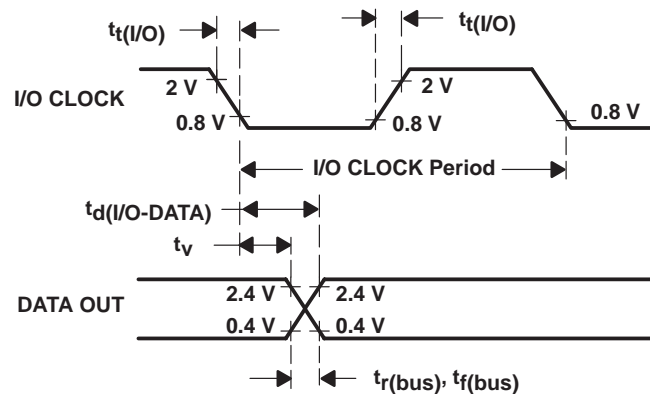 tt(I/O)
tt(I/O)
2 V
2 V
I/O CLOCK
0.8 V
0.8 V
0.8 V
I/O CLOCK Period
td(I/O-DATA)
tv
2.4 V
2.4 V
DATA OUT
0.4 V
0.4 V
tr(bus), tf(bus)